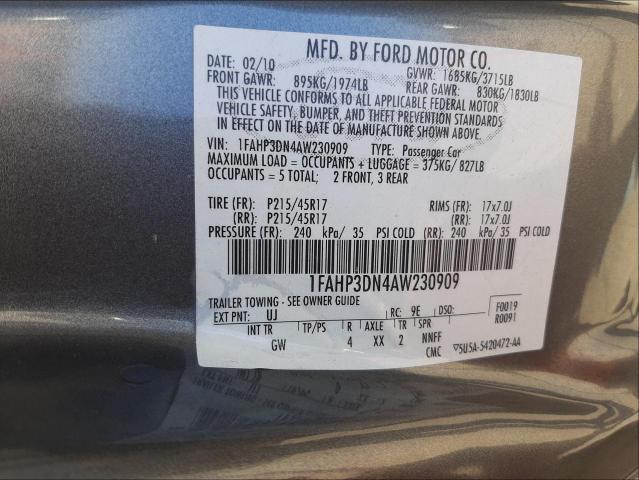 MFD. BY FORD MOTOR CO.
DATE: 02/10 GVWR: 1685KG/3715LB
FRONT GAWR: 895KG/1974LB REAR GAWR: 830KG/1830LB
THIS VEHICLE CONFORMS TO ALL APPLICABLE FEDERAL MOTOR
VEHICLE SAFETY, BUMPER, AND THEFT PREVENTION STANDARDS
IN EFFECT ON THE DATE OF MANUFACTURE SHOWN ABOVE.
VIN: 1FAHP3DN4AW230909 TYPE: Passenger Car
MAXIMUM LOAD = OCCUPANTS + LUGGAGE = 375KG/ 827LB
OCCUPANTS = 5 TOTAL: 2 FRONT, 3 REAR
TIRE (FR): P215/45R17 RIMS (FR): 17x7.0J
(RR): P215/45R17 (RR): 17x7.0J
PRESSURE (FR): 240 kPa/ 35 PSI COLD (RR): 240 kPa/ 35 PSI COLD
1FAHP3DN4AW230909
TRAILER TOWING - SEE OWNER GUIDE
EXT PNT: UJ RC: 9E DSO: F0019
R0091
INT TR TP/PS R AXLE TR SPR
GW 4 XX 2 NNFF
CMC 5U5A-5420472-AA